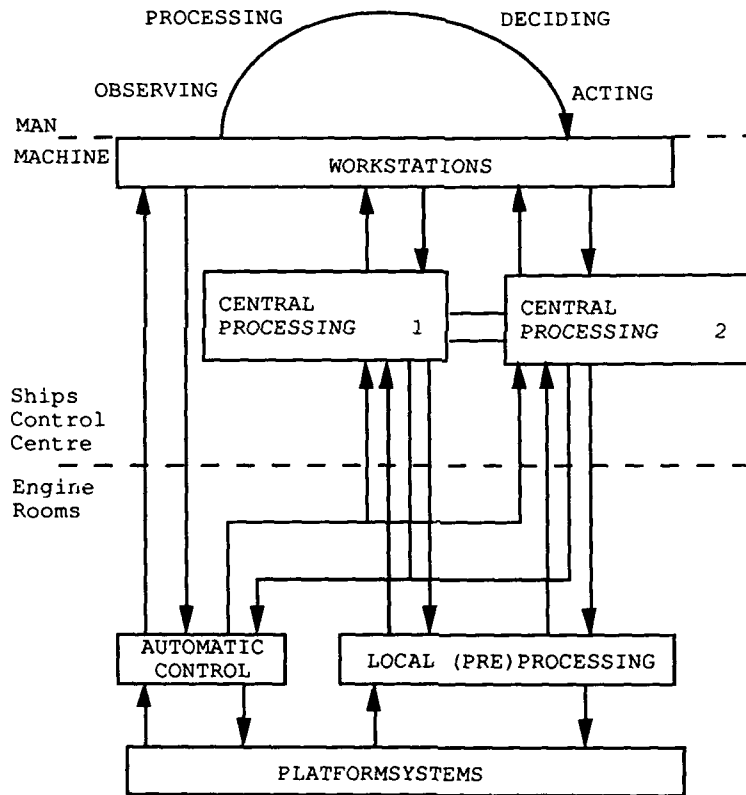 PROCESSING
DECIDING
OBSERVING
ACTING
MAN
MACHINE
WORKSTATIONS
CENTRAL
PROCESSING 1
CENTRAL
PROCESSING 2
Ships
Control
Centre
Engine
Rooms
AUTOMATIC
CONTROL
LOCAL (PRE)PROCESSING
PLATFORMSYSTEMS